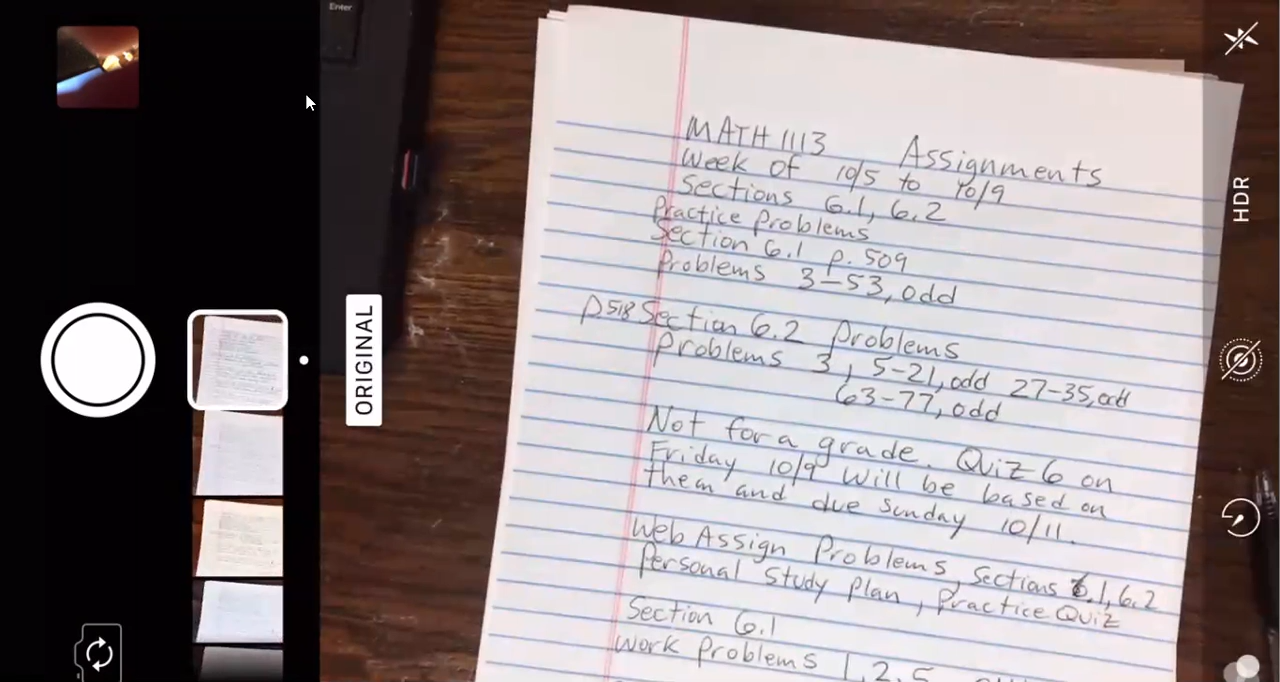 Enter
MATH 1113 Assignments
Week of 10/5 to 10/9
Sections 6.1, 6.2
Practice Problems
Section 6.1 p. 509
Problems 3-53, odd
p518 Section 6.2 Problems
Problems 3, 5-21, odd 27-35, odd
63-77, odd
Not for a grade. Quiz 6 on
Friday 10/9 will be based on
them and due Sunday 10/11.
Web Assign Problems, Sections 6.1, 6.2
Personal Study Plan, Practice Quiz
Section 6.1
Work Problems 1, 2, 5
ORIGINAL
HDR